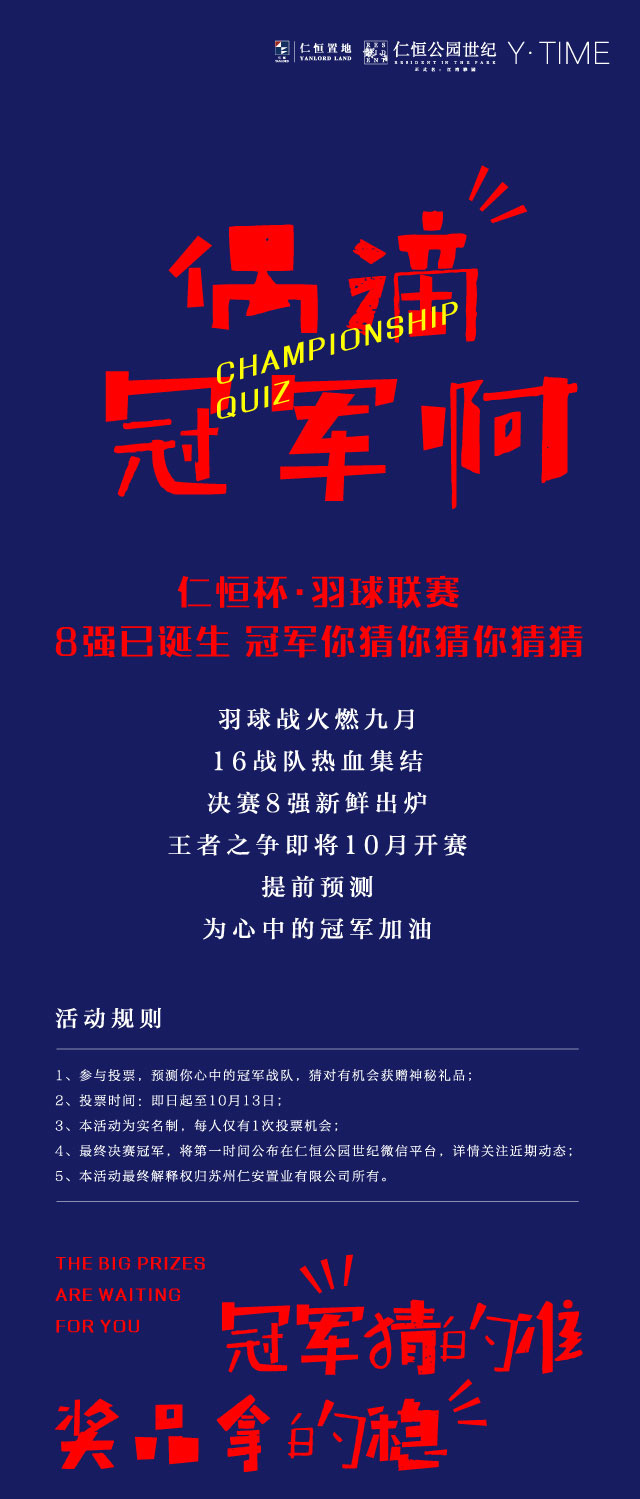 仁恒置地
YANLORD LAND
仁恒公园世纪
RESIDENT IN THE PARK
Y·TIME
偶滴
CHAMPIONSHIP
QUIZ
冠军啊
仁恒杯·羽球联赛
8强已诞生 冠军你猜你猜你猜猜
羽球战火燃九月
16战队热血集结
决赛8强新鲜出炉
王者之争即将10月开赛
提前预测
为心中的冠军加油
活动规则
1、参与投票，预测你心中的冠军战队，猜对有机会获赠神秘礼品；
2、投票时间：即日起至10月13日；
3、本活动为实名制，每人仅有1次投票机会；
4、最终决赛冠军，将第一时间公布在仁恒公园世纪微信平台，详情关注近期动态；
5、本活动最终解释权归苏州仁安置业有限公司所有。
THE BIG PRIZES
ARE WAITING
FOR YOU
冠军猜的准
奖品拿的稳